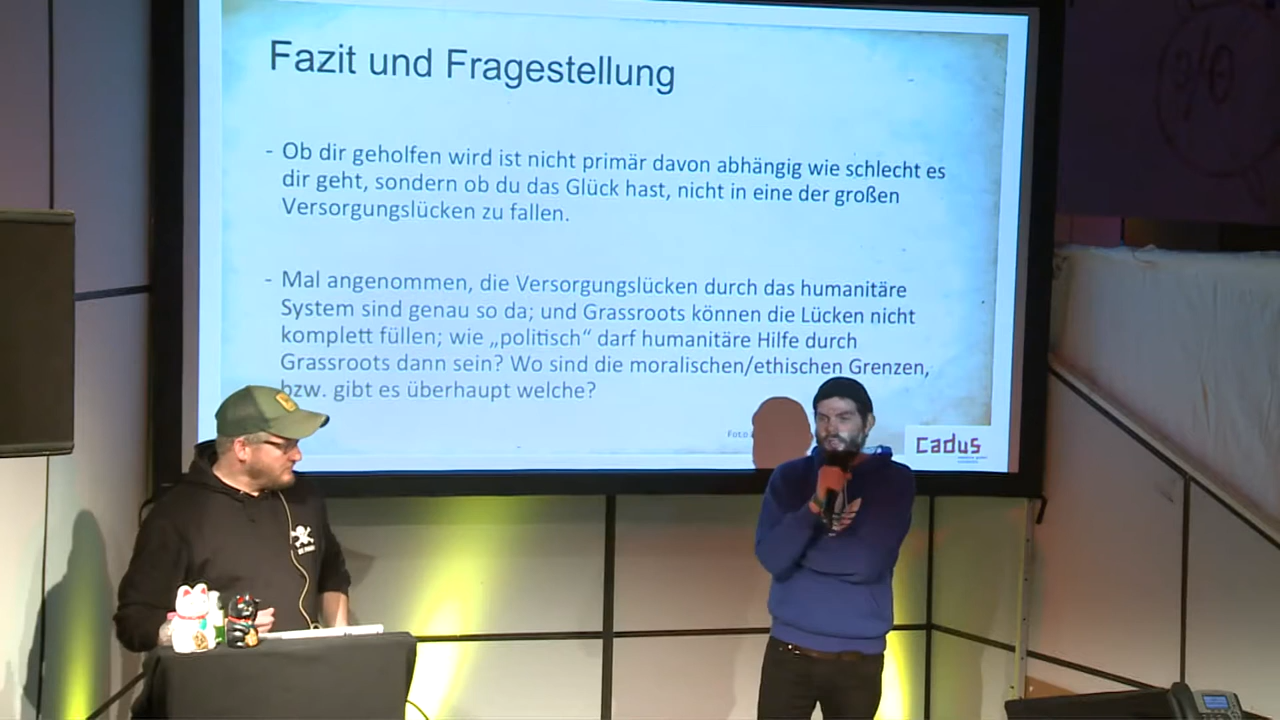 Fazit und Fragestellung
- Ob dir geholfen wird ist nicht primär davon abhängig wie schlecht es
dir geht, sondern ob du das Glück hast, nicht in eine der großen
Versorgungslücken zu fallen.
- Mal angenommen, die Versorgungslücken durch das humanitäre
System sind genau so da; und Grassroots können die Lücken nicht
komplett füllen; wie „politisch“ darf humanitäre Hilfe durch
Grassroots dann sein? Wo sind die moralischen/ethischen Grenzen,
bzw. gibt es überhaupt welche?
Foto
cadus